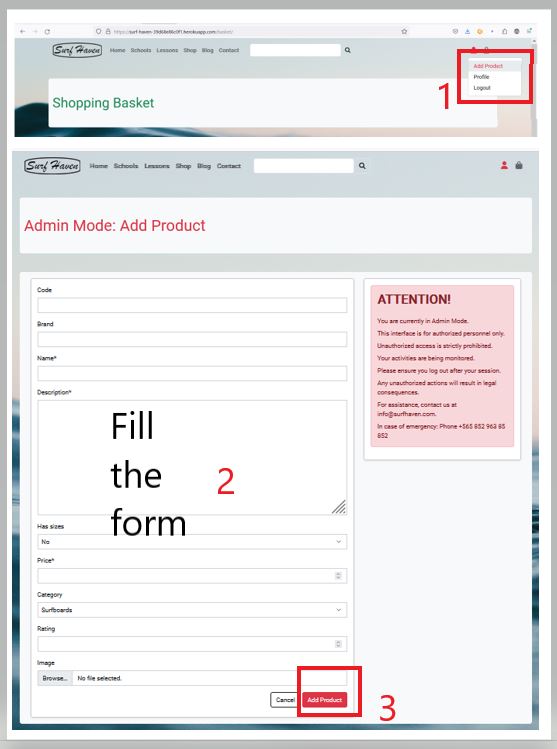 https://surf-haven-39d68e86c0f1.herokuapp.com/basket/
Surf Haven Home Schools Lessons Shop Blog Contact
Add Product
Profile
Logout
1
Shopping Basket
Surf Haven Home Schools Lessons Shop Blog Contact
Admin Mode: Add Product
Code
Brand
Name*
Description*
Fill
the
form
2
Has sizes
No
Price*
Category
Surfboards
Rating
Image
Browse... No file selected.
Cancel Add Product
3
ATTENTION!
You are currently in Admin Mode.
This interface is for authorized personnel only.
Unauthorized access is strictly prohibited.
Your activities are being monitored.
Please ensure you log out after your session.
Any unauthorized actions will result in legal
consequences.
For assistance, contact us at
info@surfhaven.com.
In case of emergency: Phone +565 852 963 85
852